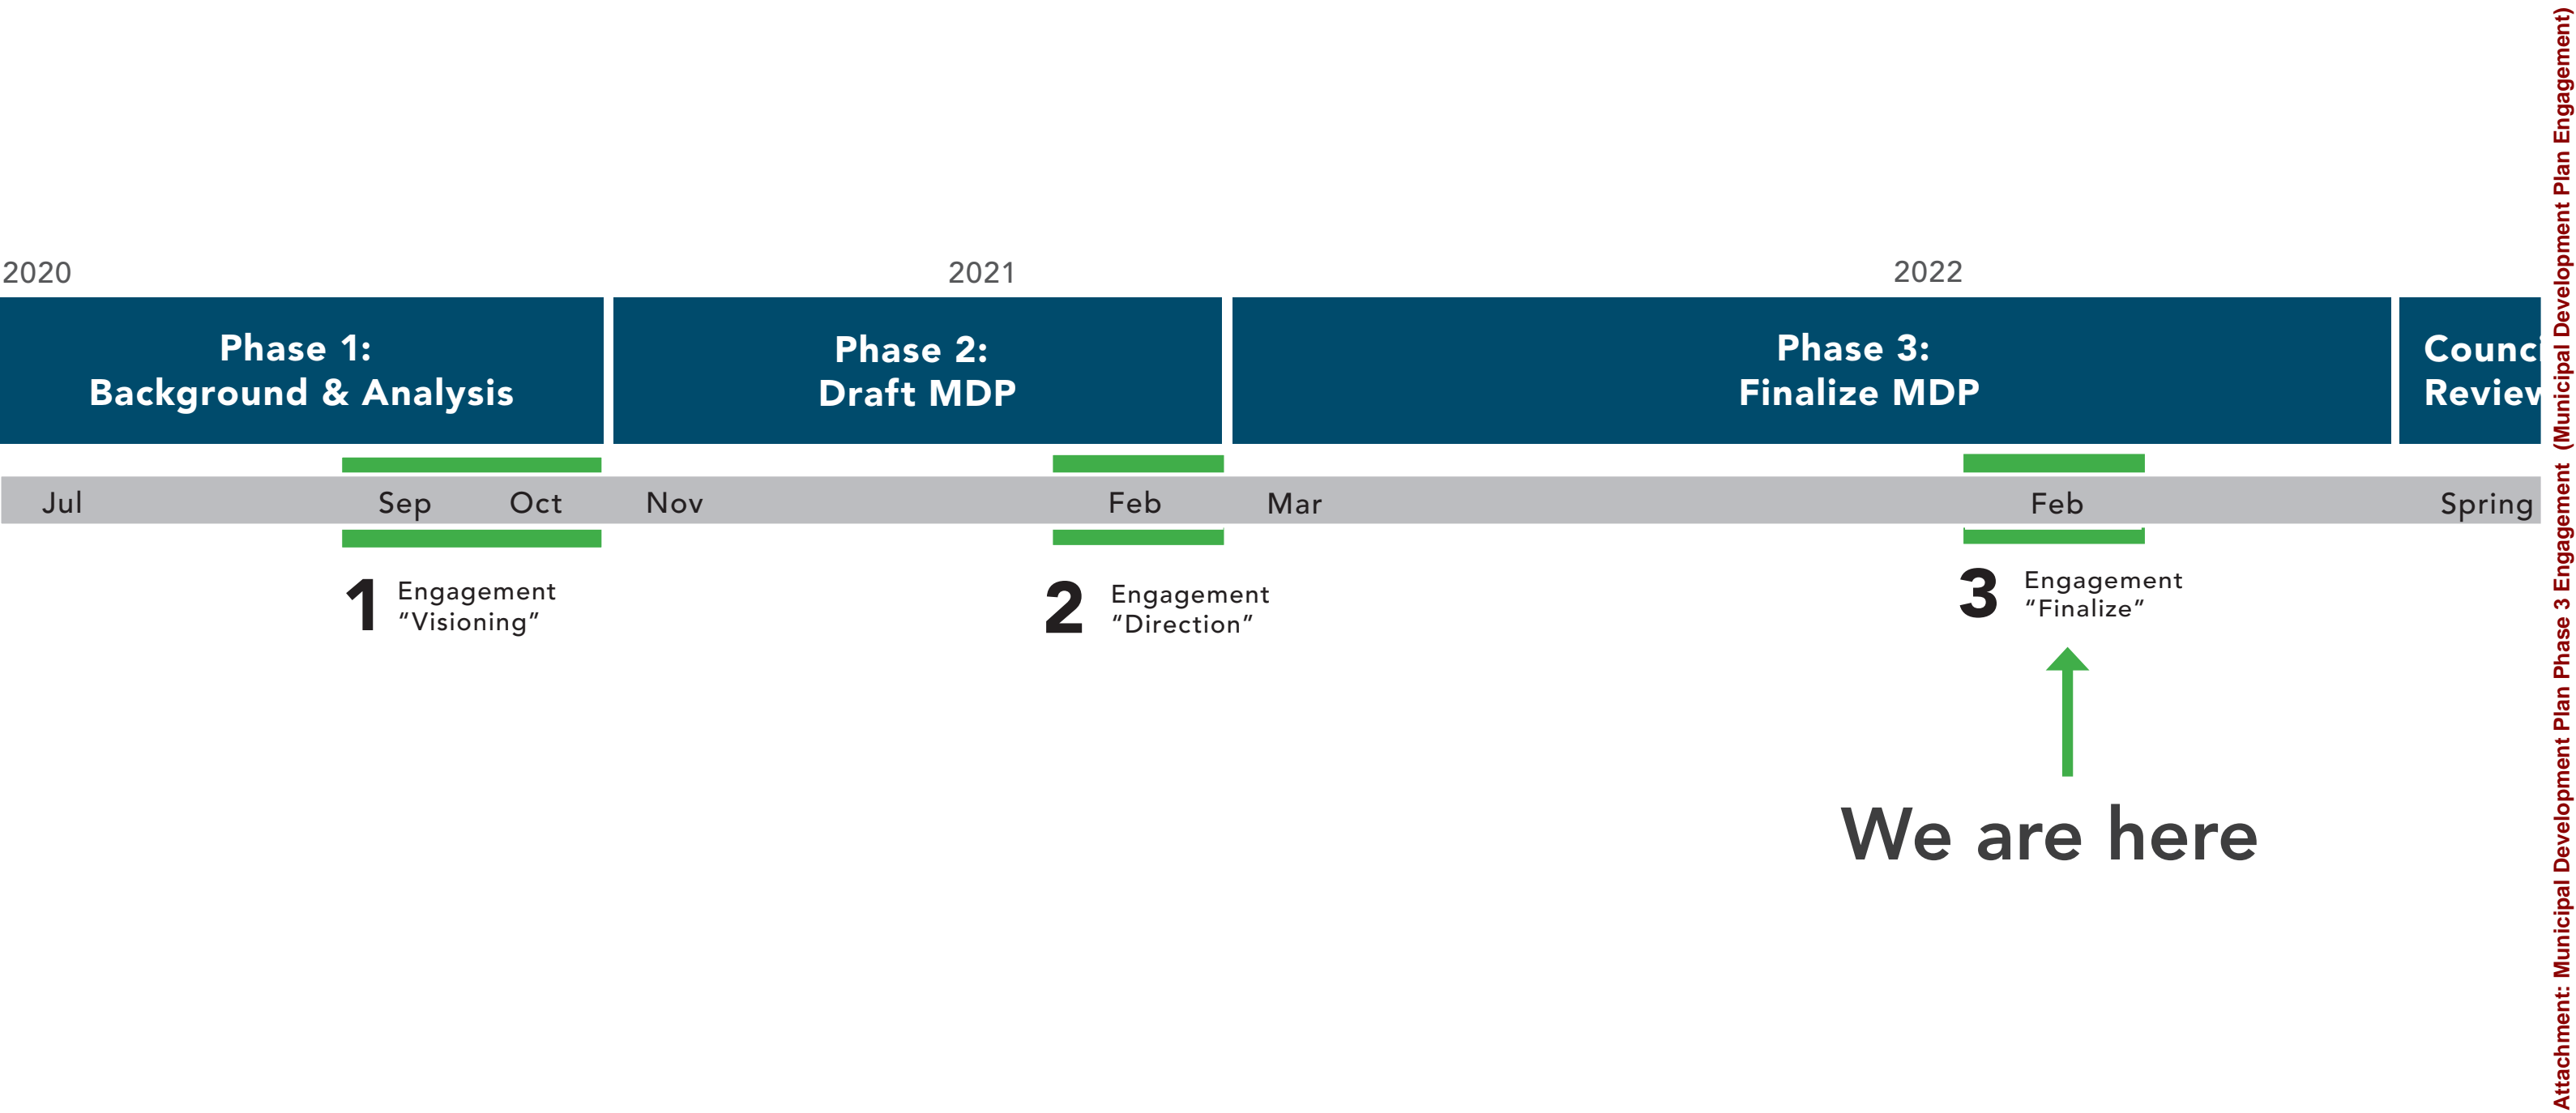 2020
2021
2022
Phase 1:
Background & Analysis
Phase 2:
Draft MDP
Phase 3:
Finalize MDP
Jul
Sep
Oct
Nov
Feb
Mar
Feb
Spring
1
Engagement
“Visioning”
2
Engagement
“Direction”
3
Engagement
“Finalize”
We are here
Attachment: Municipal Development Plan Phase 3 Engagement (Municipal Development Plan Engagement)